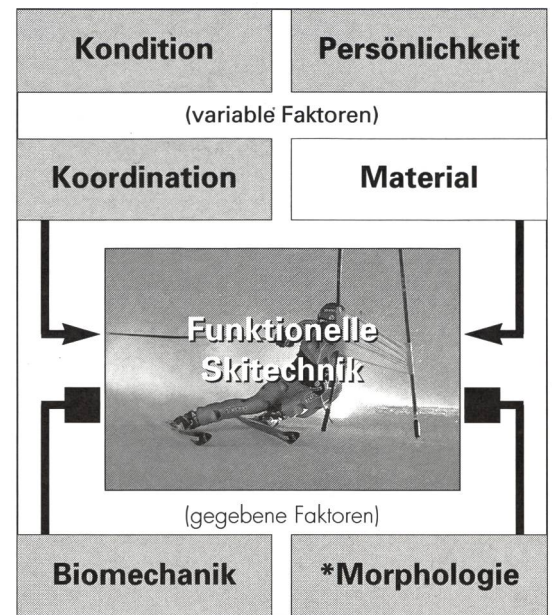 Kondition
Persönlichkeit
(variable Faktoren)
Koordination
Material
Funktionelle
Skitechnik
(gegebene Faktoren)
Biomechanik
*Morphologie